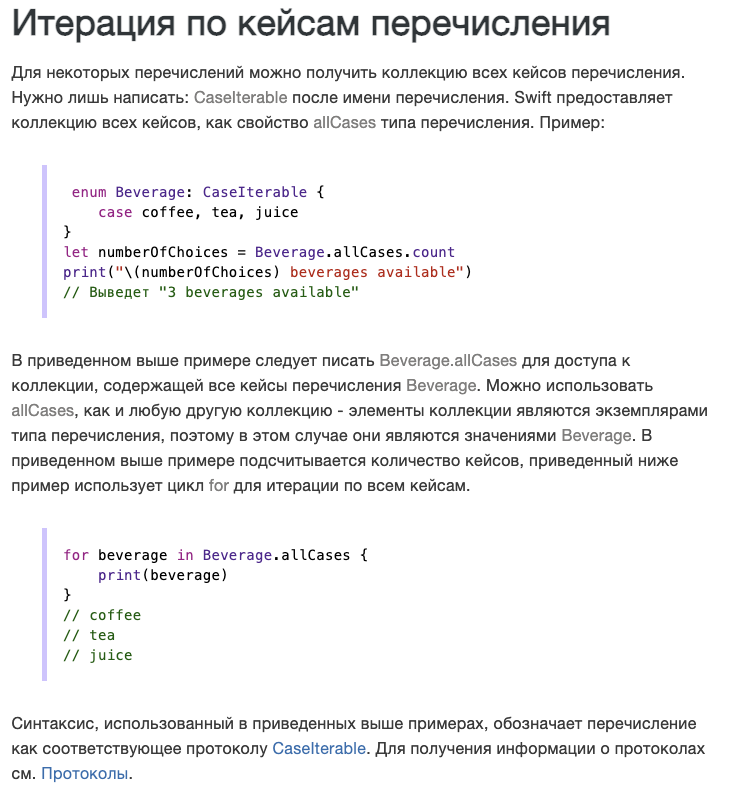 Итерация по кейсам перечисления
Для некоторых перечислений можно получить коллекцию всех кейсов перечисления.
Нужно лишь написать: CaseIterable после имени перечисления. Swift предоставляет
коллекцию всех кейсов, как свойство allCases типа перечисления. Пример:
enum Beverage: CaseIterable {
    case coffee, tea, juice
}
let numberOfChoices = Beverage.allCases.count
print("\(numberOfChoices) beverages available")
// Выведет "3 beverages available"
В приведенном выше примере следует писать Beverage.allCases для доступа к
коллекции, содержащей все кейсы перечисления Beverage. Можно использовать
allCases, как и любую другую коллекцию - элементы коллекции являются экземплярами
типа перечисления, поэтому в этом случае они являются значениями Beverage. В
приведенном выше примере подсчитывается количество кейсов, приведенный ниже
пример использует цикл for для итерации по всем кейсам.
for beverage in Beverage.allCases {
    print(beverage)
}
// coffee
// tea
// juice
Синтаксис, использованный в приведенных выше примерах, обозначает перечисление
как соответствующее протоколу CaseIterable. Для получения информации о протоколах
см. Протоколы.